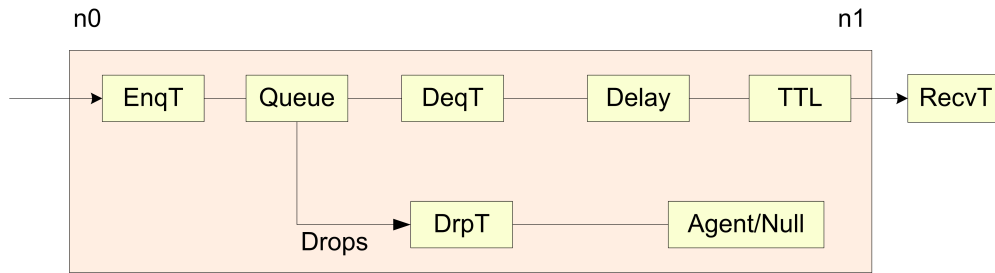 n0 n1
EnqT Queue DeqT Delay TTL RecvT
DrpT Agent/Null
Drops